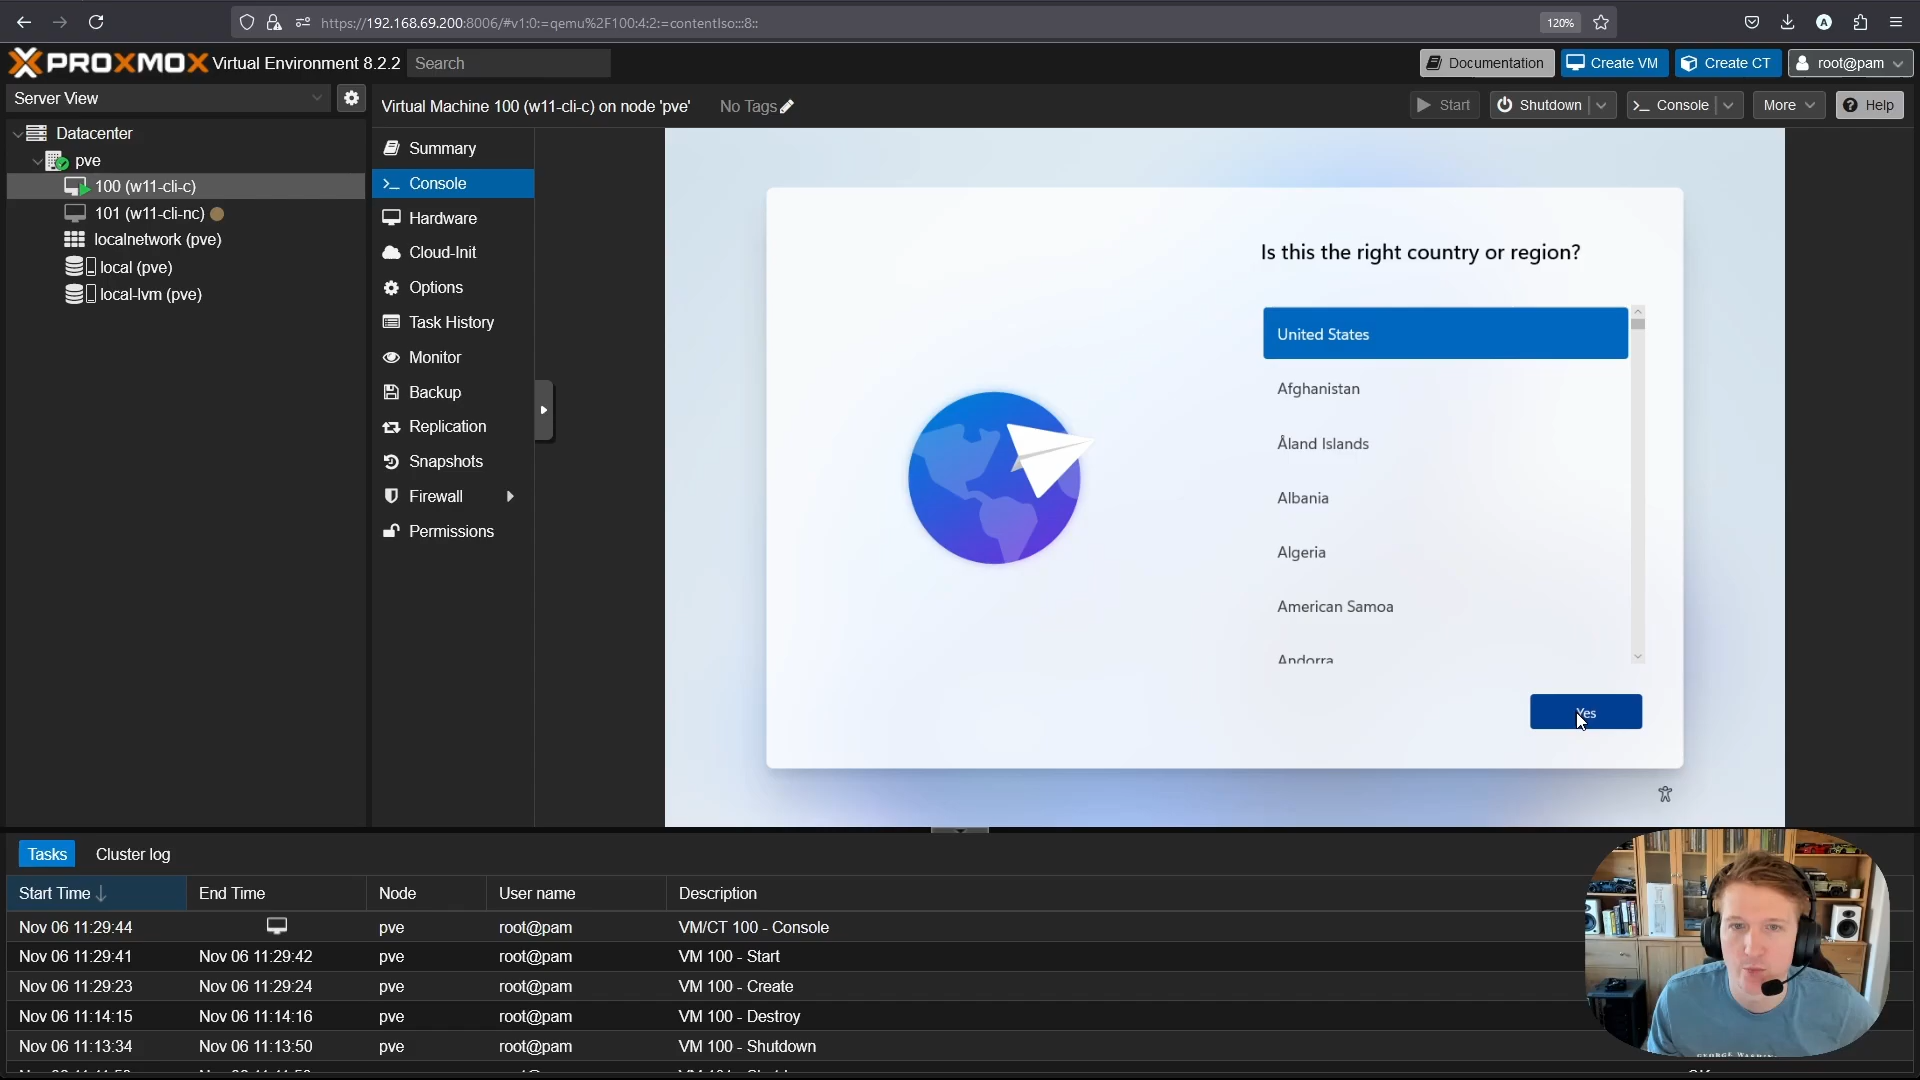 https://192.168.69.200:8006/#v1:0:=qemu%2F100:4:2:=contentIso:::8::
120%
A
PROXMOX Virtual Environment 8.2.2
Search
Documentation
Create VM
Create CT
root@pam
Server View
Virtual Machine 100 (w11-cli-c) on node 'pve'
No Tags
Start
Shutdown
Console
More
Help
Datacenter
pve
100 (w11-cli-c)
101 (w11-cli-nc)
localnetwork (pve)
local (pve)
local-lvm (pve)
Summary
Console
Hardware
Cloud-Init
Options
Task History
Monitor
Backup
Replication
Snapshots
Firewall
Permissions
Is this the right country or region?
United States
Afghanistan
Åland Islands
Albania
Algeria
American Samoa
Andorra
Yes
Tasks
Cluster log
Start Time
End Time
Node
User name
Description
Nov 06 11:29:44
pve
root@pam
VM/CT 100 - Console
Nov 06 11:29:41
Nov 06 11:29:42
pve
root@pam
VM 100 - Start
Nov 06 11:29:23
Nov 06 11:29:24
pve
root@pam
VM 100 - Create
Nov 06 11:14:15
Nov 06 11:14:16
pve
root@pam
VM 100 - Destroy
Nov 06 11:13:34
Nov 06 11:13:50
pve
root@pam
VM 100 - Shutdown